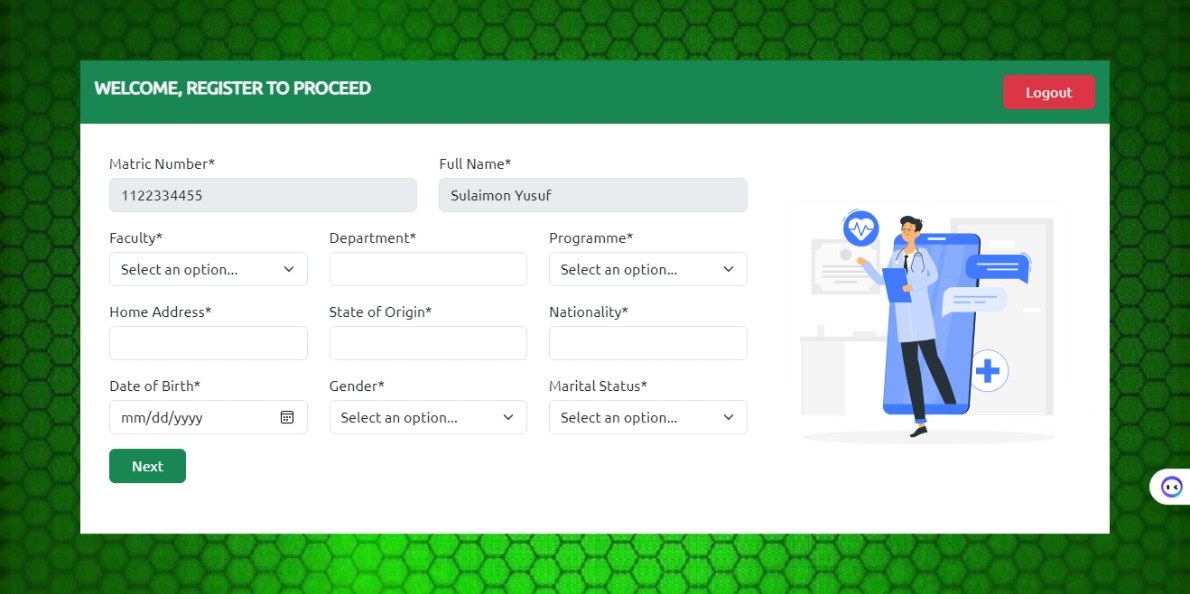 WELCOME, REGISTER TO PROCEED
Logout
Matric Number* Full Name*
1122334455 Sulaimon Yusuf
Faculty* Department* Programme*
Select an option... Select an option...
Home Address* State of Origin* Nationality*
Date of Birth* Gender* Marital Status*
mm/dd/yyyy Select an option... Select an option...
Next